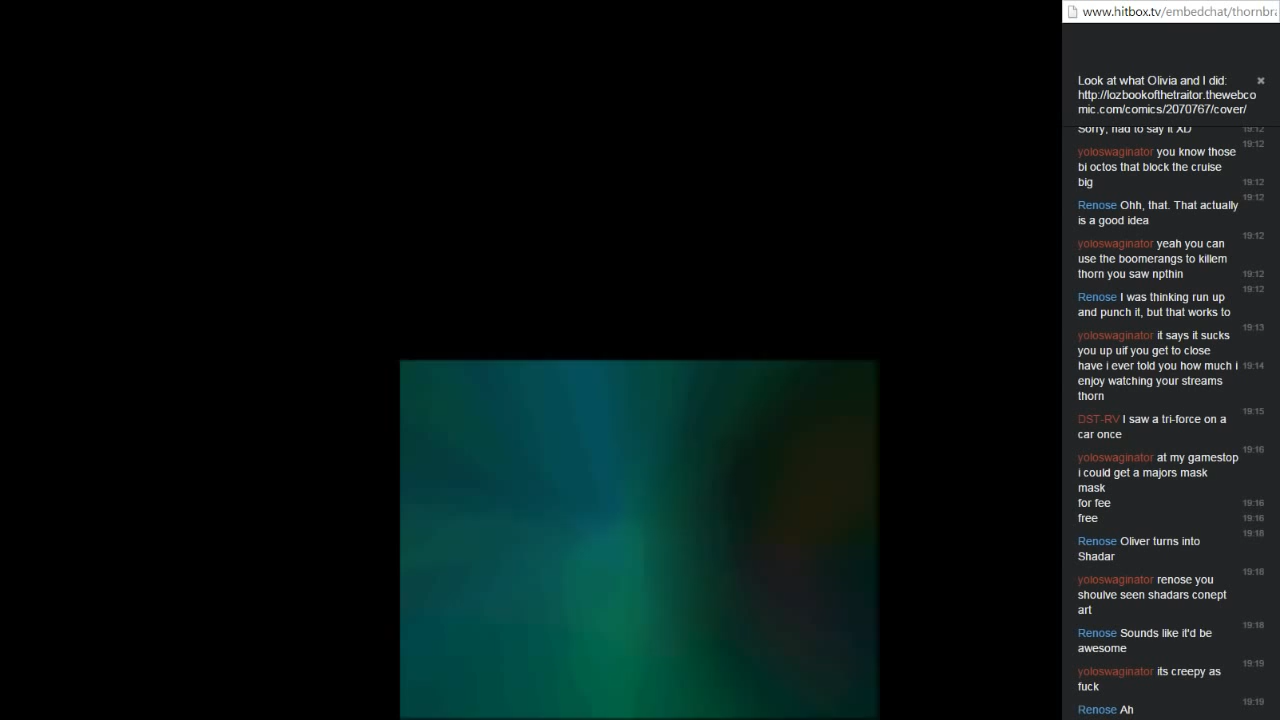 www.hitbox.tv/embedchat/thornbra
Look at what Olivia and I did: ✖
http://lozbookofthetraitor.thewebco
mic.com/comics/2070767/cover/
Sorry, had to say it XD 19:12
19:12
yoloswaginator you know those
bi octos that block the cruise
big 19:12
19:12
Renose Ohh, that. That actually
is a good idea
19:12
yoloswaginator yeah you can
use the boomerangs to killem
thorn you saw npthin 19:12
19:12
Renose I was thinking run up
and punch it, but that works to
19:13
yoloswaginator it says it sucks
you up uif you get to close
have i ever told you how much i 19:14
enjoy watching your streams
thorn
19:15
DST-RV I saw a tri-force on a
car once
19:16
yoloswaginator at my gamestop
i could get a majors mask
mask
for fee 19:16
free 19:16
19:18
Renose Oliver turns into
Shadar
19:18
yoloswaginator renose you
shoulve seen shadars conept
art
19:18
Renose Sounds like it'd be
awesome
19:19
yoloswaginator its creepy as
fuck
19:19
Renose Ah